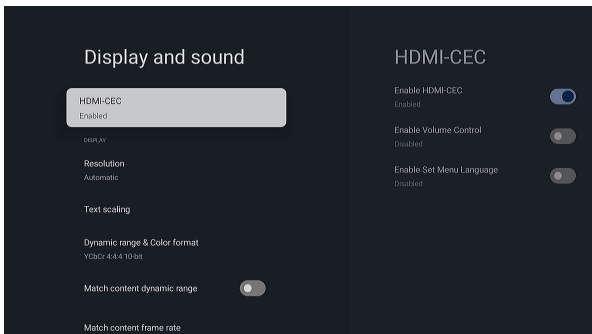 Display and sound
HDMI-CEC
Enabled
DISPLAY
Resolution
Automatic
Text scaling
Dynamic range & Color format
YCbCr 4:4:4 10-bit
Match content dynamic range
Match content frame rate
HDMI-CEC
Enable HDMI-CEC
Enabled
Enable Volume Control
Disabled
Enable Set Menu Language
Disabled